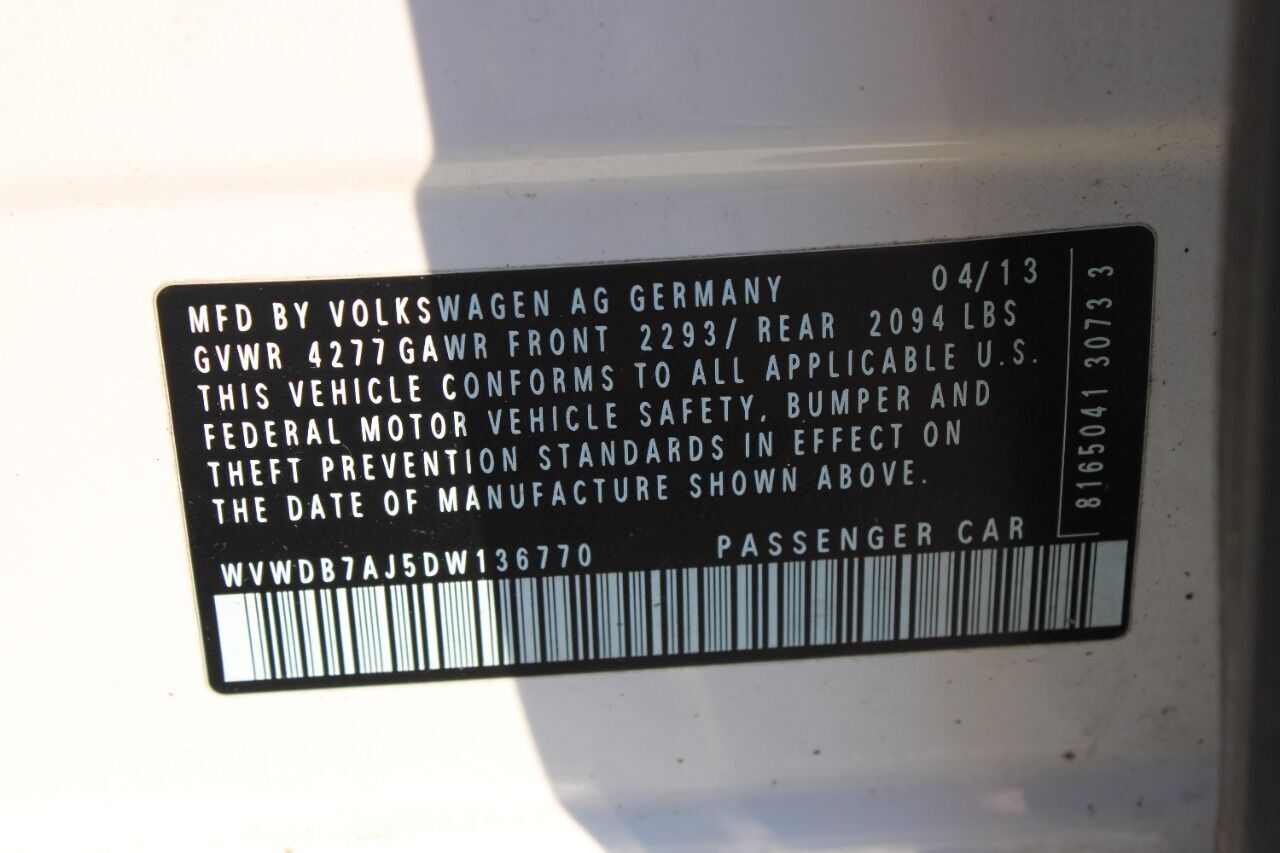 MFD BY VOLKSWAGEN AG GERMANY 04/13
GVWR 4277 GAWR FRONT 2293/ REAR 2094 LBS
THIS VEHICLE CONFORMS TO ALL APPLICABLE U.S.
FEDERAL MOTOR VEHICLE SAFETY, BUMPER AND
THEFT PREVENTION STANDARDS IN EFFECT ON
THE DATE OF MANUFACTURE SHOWN ABOVE.
WVWDB7AJ5DW136770 PASSENGER CAR
8165041 3073 3